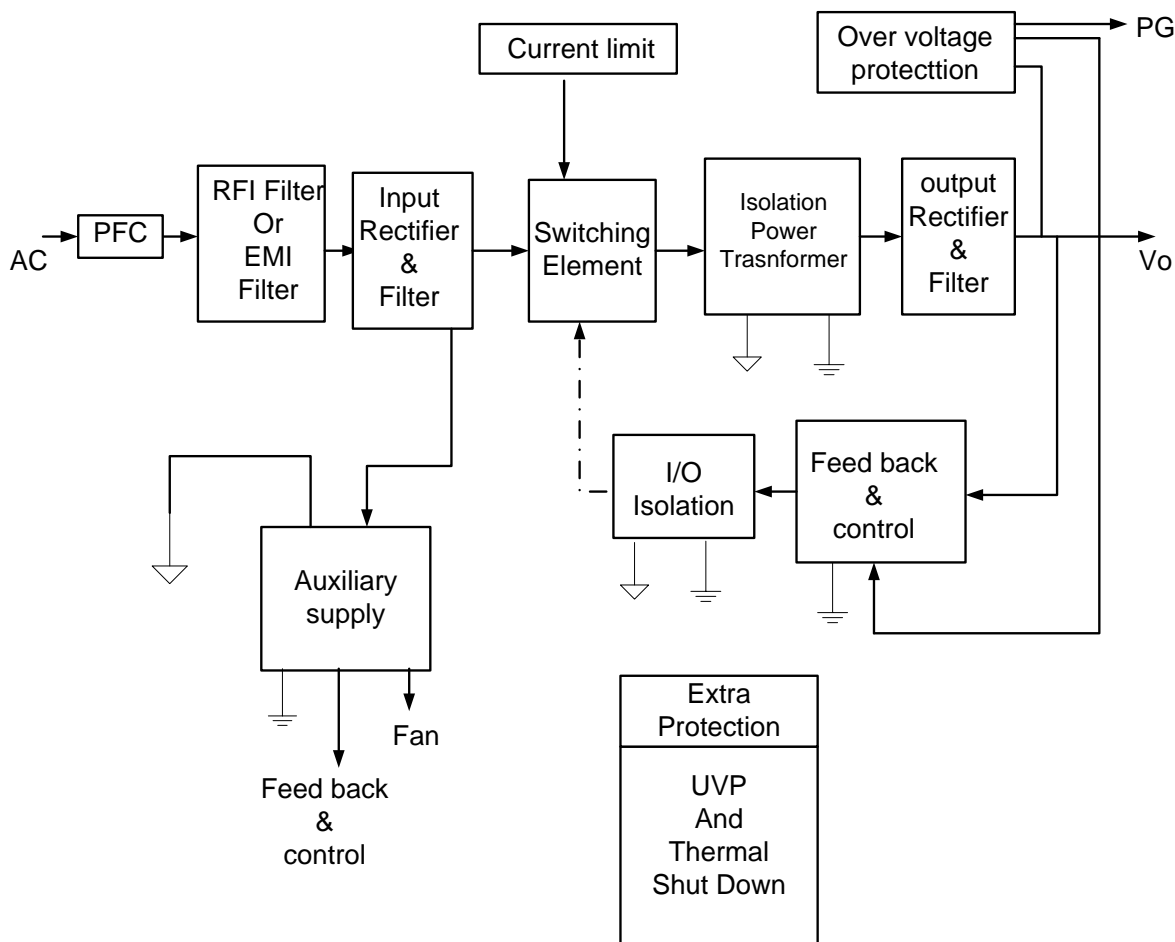 Current limit
Over voltage
protecttion
PG
AC
PFC
RFI Filter
Or
EMI
Filter
Input
Rectifier
&
Filter
Switching
Element
Isolation
Power
Trasnformer
output
Rectifier
&
Filter
Vo
I/O
Isolation
Feed back
&
control
Auxiliary
supply
Fan
Feed back
&
control
Extra
Protection
UVP
And
Thermal
Shut Down